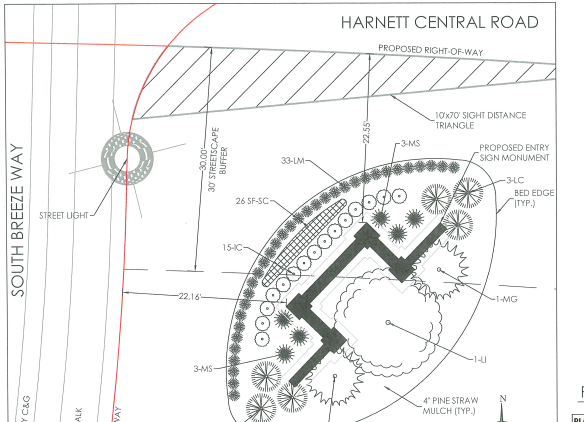 HARNETT CENTRAL ROAD
PROPOSED RIGHT-OF-WAY
10'x70' SIGHT DISTANCE
TRIANGLE
30.00'
30' STREETSCAPE
BUFFER
22.55'
3-MS
PROPOSED ENTRY
SIGN MONUMENT
33-LM
3-LC
BED EDGE
(TYP.)
26 SF-SC
STREET LIGHT
SOUTH BREEZE WAY
15-IC
22.16'
1-MG
1-LI
3-MS
4" PINE STRAW
MULCH (TYP.)
N
Y C&G
ALK
WAY